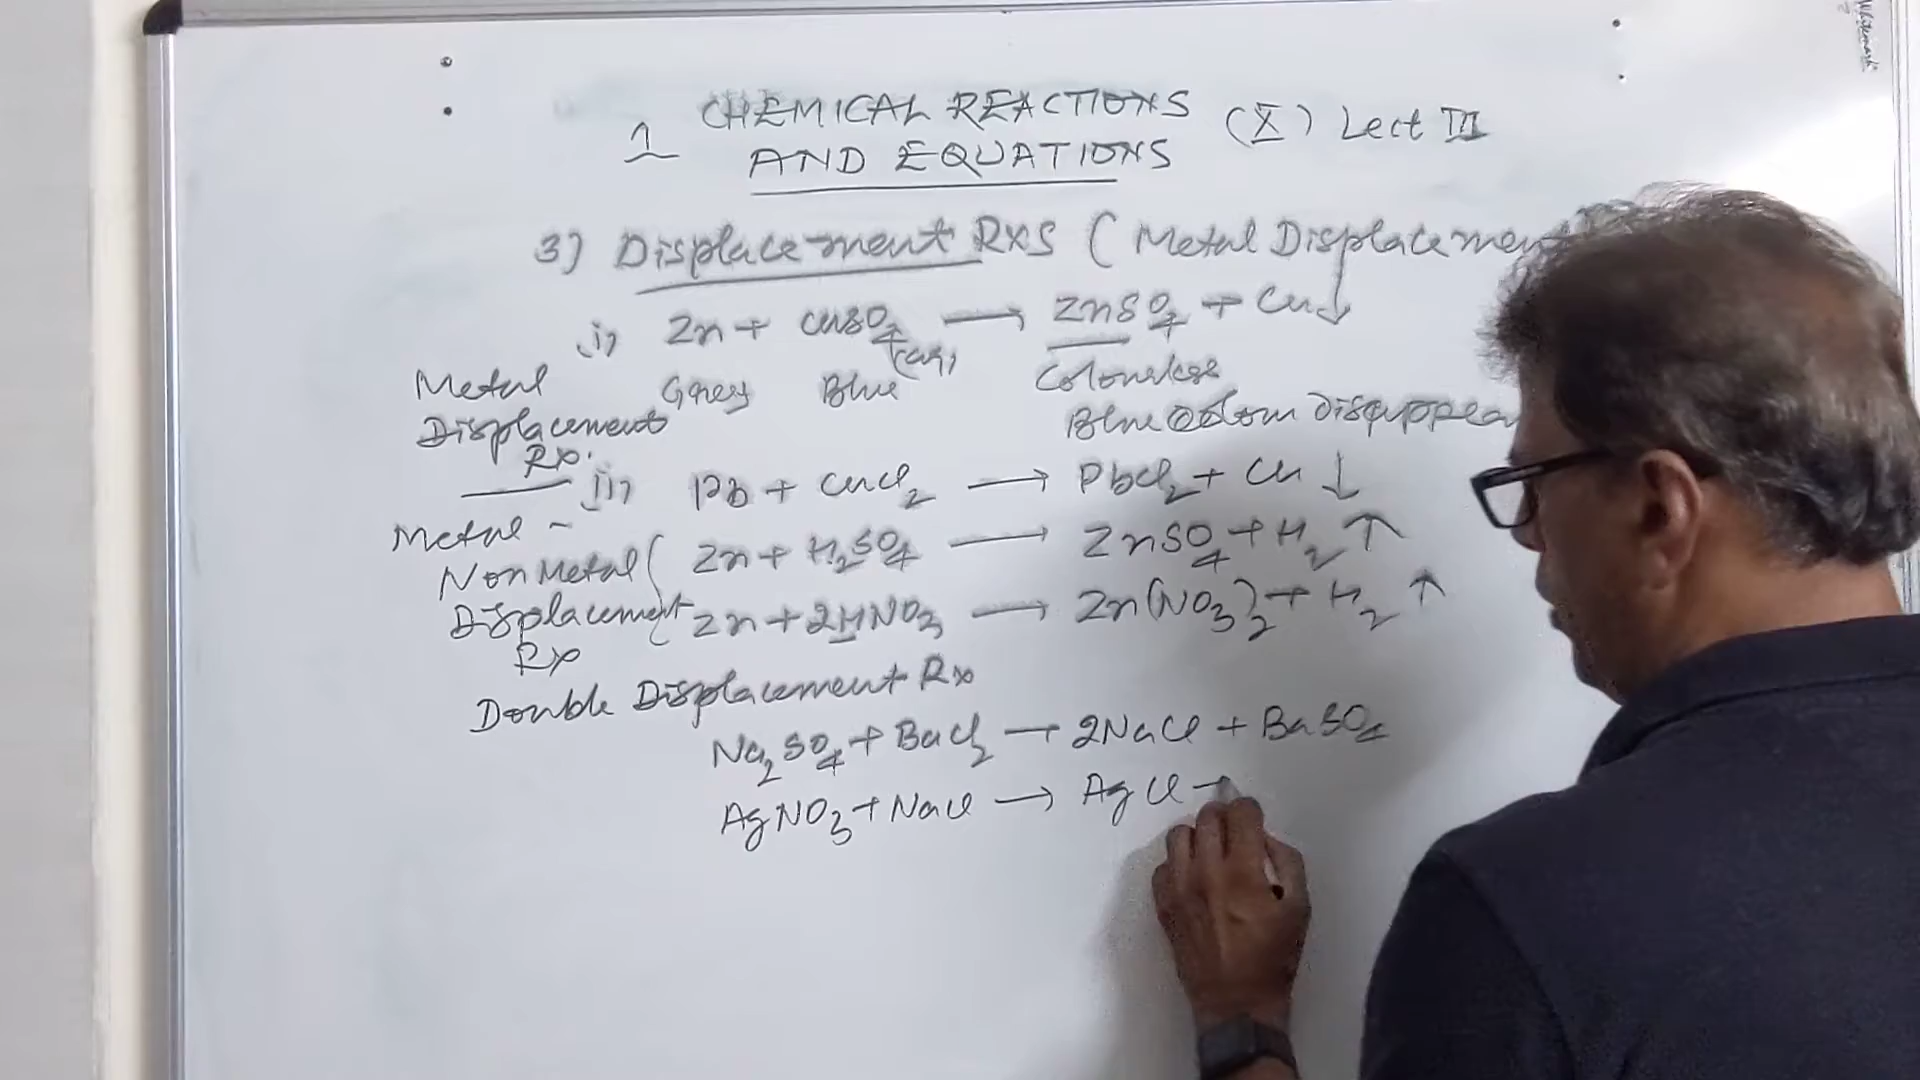 1 CHEMICAL REACTIONS AND EQUATIONS (X) Lect III
3) Displacement RXS (Metal Displacement
(i) Zn + CuSO4 (aq) → ZnSO4 + Cu↓
Grey Blue Colourless
Metal Displacement Rx.
Blue colour disappear
(ii) Pb + CuCl2 → PbCl2 + Cu ↓
Metal - Non Metal Displacement Rx
Zn + H2SO4 → ZnSO4 + H2 ↑
Zn + 2HNO3 → Zn(NO3)2 + H2 ↑
Double Displacement Rx
Na2SO4 + BaCl2 → 2NaCl + BaSO4
AgNO3 + NaCl → AgCl +
Whitemark